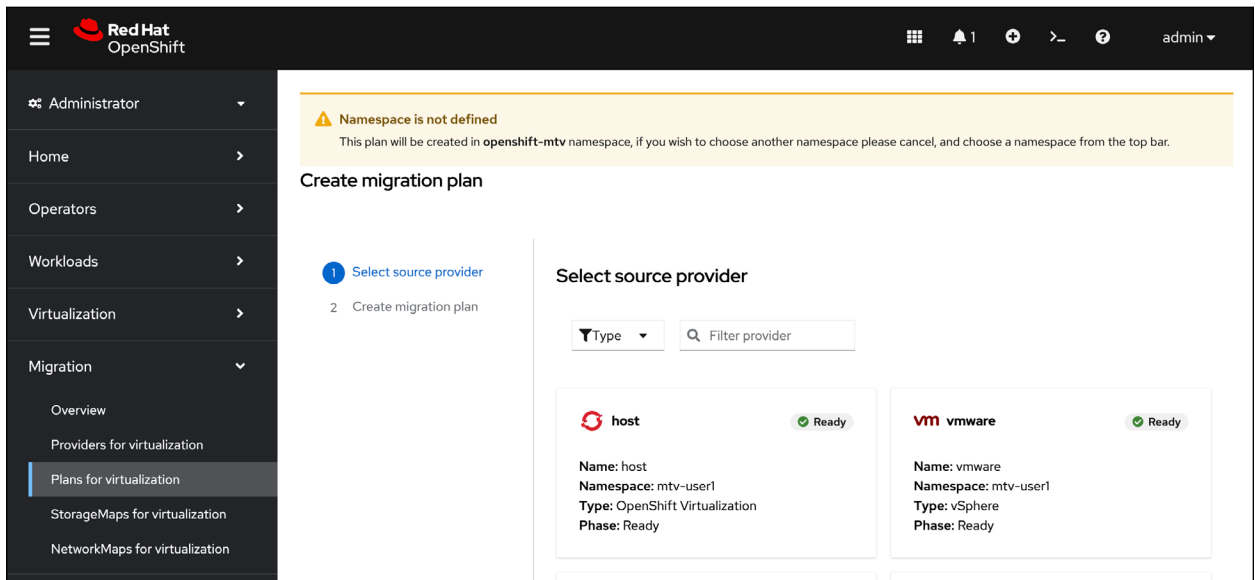 Red Hat
OpenShift
1
admin
Administrator
Home
Operators
Workloads
Virtualization
Migration
Overview
Providers for virtualization
Plans for virtualization
StorageMaps for virtualization
NetworkMaps for virtualization
Namespace is not defined
This plan will be created in openshift-mtv namespace, if you wish to choose another namespace please cancel, and choose a namespace from the top bar.
Create migration plan
1 Select source provider
2 Create migration plan
Select source provider
Type
Filter provider
host
Ready
Name: host
Namespace: mtv-user1
Type: OpenShift Virtualization
Phase: Ready
vm vmware
Ready
Name: vmware
Namespace: mtv-user1
Type: vSphere
Phase: Ready